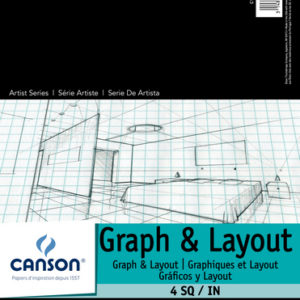 Artist Series | Série Artiste | Serie De Artista
Graph & Layout
Graph & Layout | Graphiques et Layout
Gráficos y Layout
4 SQ / IN
CANSON®
Papiers d'inspiration depuis 1557